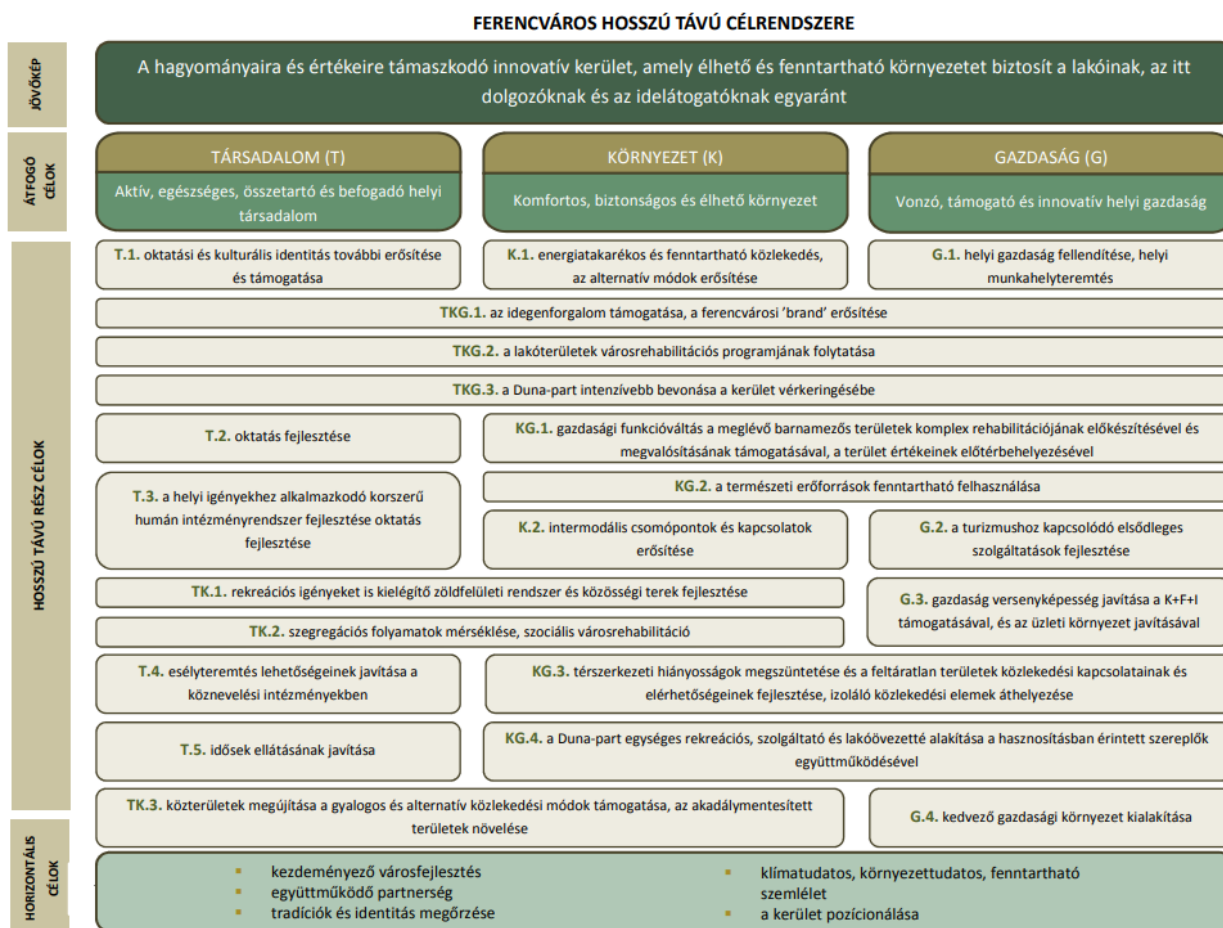 FERENCVÁROS HOSSZÚ TÁVÚ CÉLRENDSZERE
JÖVŐKÉP
A hagyományaira és értékeire támaszkodó innovatív kerület, amely élhető és fenntartható környezetet biztosít a lakóinak, az itt
dolgozóknak és az idelátogatóknak egyaránt
ÁTFOGÓ
CÉLOK
TÁRSADALOM (T)
Aktív, egészséges, összetartó és befogadó helyi
társadalom
KÖRNYEZET (K)
Komfortos, biztonságos és élhető környezet
GAZDASÁG (G)
Vonzó, támogató és innovatív helyi gazdaság
HOSSZÚ TÁVÚ RÉSZ CÉLOK
T.1. oktatási és kulturális identitás további erősítése
és támogatása
K.1. energiatakarékos és fenntartható közlekedés,
az alternatív módok erősítése
G.1. helyi gazdaság fellendítése, helyi
munkahelyteremtés
TKG.1. az idegenforgalom támogatása, a ferencvárosi ’brand’ erősítése
TKG.2. a lakóterületek városrehabilitációs programjának folytatása
TKG.3. a Duna-part intenzívebb bevonása a kerület vérkeringésébe
T.2. oktatás fejlesztése
KG.1. gazdasági funkcióváltás a meglévő barnamezős területek komplex rehabilitációjának előkészítésével és
megvalósításának támogatásával, a terület értékeinek előtérbehelyezésével
T.3. a helyi igényekhez alkalmazkodó korszerű
humán intézményrendszer fejlesztése oktatás
fejlesztése
KG.2. a természeti erőforrások fenntartható felhasználása
K.2. intermodális csomópontok és kapcsolatok
erősítése
G.2. a turizmushoz kapcsolódó elsődleges
szolgáltatások fejlesztése
TK.1. rekreációs igényeket is kielégítő zöldfelületi rendszer és közösségi terek fejlesztése
G.3. gazdaság versenyképesség javítása a K+F+I
támogatásával, és az üzleti környezet javításával
TK.2. szegregációs folyamatok mérséklése, szociális városrehabilitáció
T.4. esélyteremtés lehetőségeinek javítása a
köznevelési intézményekben
KG.3. térszerkezeti hiányosságok megszüntetése és a feltáratlan területek közlekedési kapcsolatainak és
elérhetőségeinek fejlesztése, izoláló közlekedési elemek áthelyezése
T.5. idősek ellátásának javítása
KG.4. a Duna-part egységes rekreációs, szolgáltató és lakóövezetté alakítása a hasznosításban érintett szereplők
együttműködésével
TK.3. közterületek megújítása a gyalogos és alternatív közlekedési módok támogatása, az akadálymentesített
területek növelése
G.4. kedvező gazdasági környezet kialakítása
HORIZONTÁLIS
CÉLOK
▪ kezdeményező városfejlesztés
▪ együttműködő partnerség
▪ tradíciók és identitás megőrzése
▪ klímatudatos, környezettudatos, fenntartható
szemlélet
▪ a kerület pozícionálása